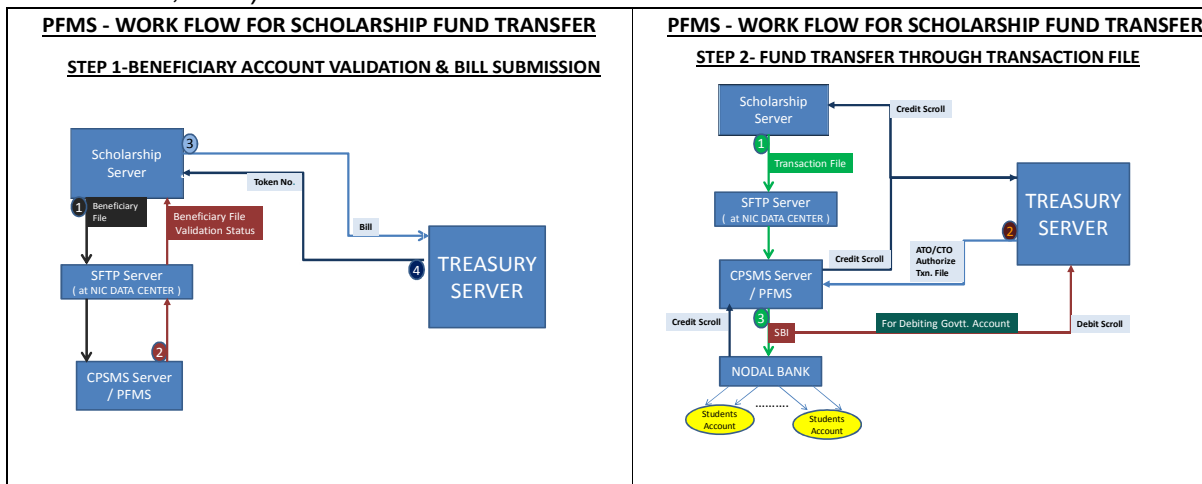 PFMS - WORK FLOW FOR SCHOLARSHIP FUND TRANSFER
STEP 1-BENEFICIARY ACCOUNT VALIDATION & BILL SUBMISSION
Scholarship
Server
3
Token No.
1
Beneficiary
File
Beneficiary File
Validation Status
Bill
SFTP Server
( at NIC DATA CENTER )
4
TREASURY
SERVER
2
CPSMS Server
/ PFMS
PFMS - WORK FLOW FOR SCHOLARSHIP FUND TRANSFER
STEP 2- FUND TRANSFER THROUGH TRANSACTION FILE
Scholarship
Server
Credit Scroll
1
Transaction File
SFTP Server
( at NIC DATA CENTER )
TREASURY
SERVER
2
ATO/CTO
Authorize
Txn. File
Credit Scroll
CPSMS Server
/ PFMS
Credit Scroll
3
SBI
For Debiting Govtt. Account
Debit Scroll
NODAL BANK
..........
Students
Account
Students
Account